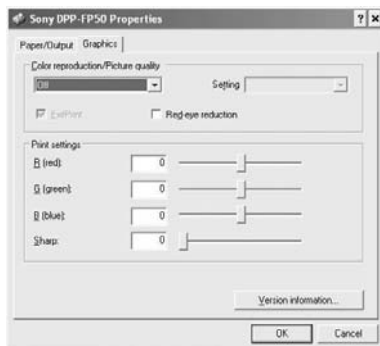 Sony DPP-FP50 Properties
Paper/Output Graphics
Color reproduction/Picture quality
Off Setting
ExifPrint Red-eye reduction
Print settings
R (red): 0
G (green): 0
B (blue): 0
Sharp: 0
Version information...
OK Cancel